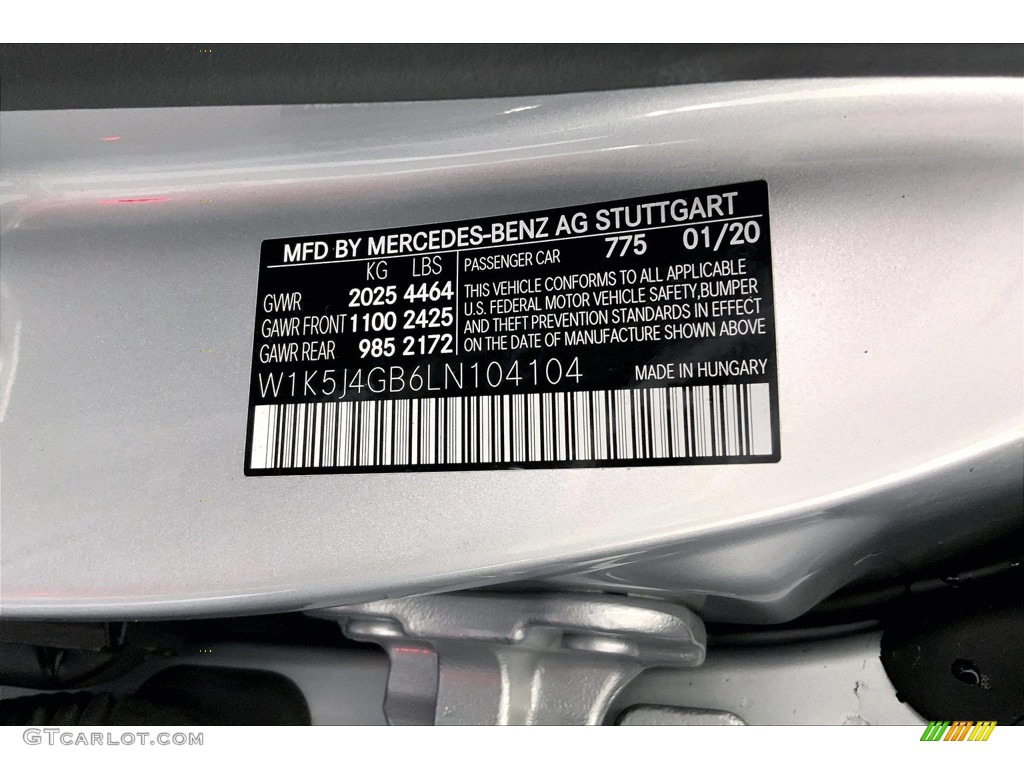 MFD BY MERCEDES-BENZ AG STUTTGART
KG LBS
GVWR 2025 4464
GAWR FRONT 1100 2425
GAWR REAR 985 2172
PASSENGER CAR 775 01/20
THIS VEHICLE CONFORMS TO ALL APPLICABLE
U.S. FEDERAL MOTOR VEHICLE SAFETY,BUMPER
AND THEFT PREVENTION STANDARDS IN EFFECT
ON THE DATE OF MANUFACTURE SHOWN ABOVE
W1K5J4GB6LN104104 MADE IN HUNGARY
GTCARLOT.COM